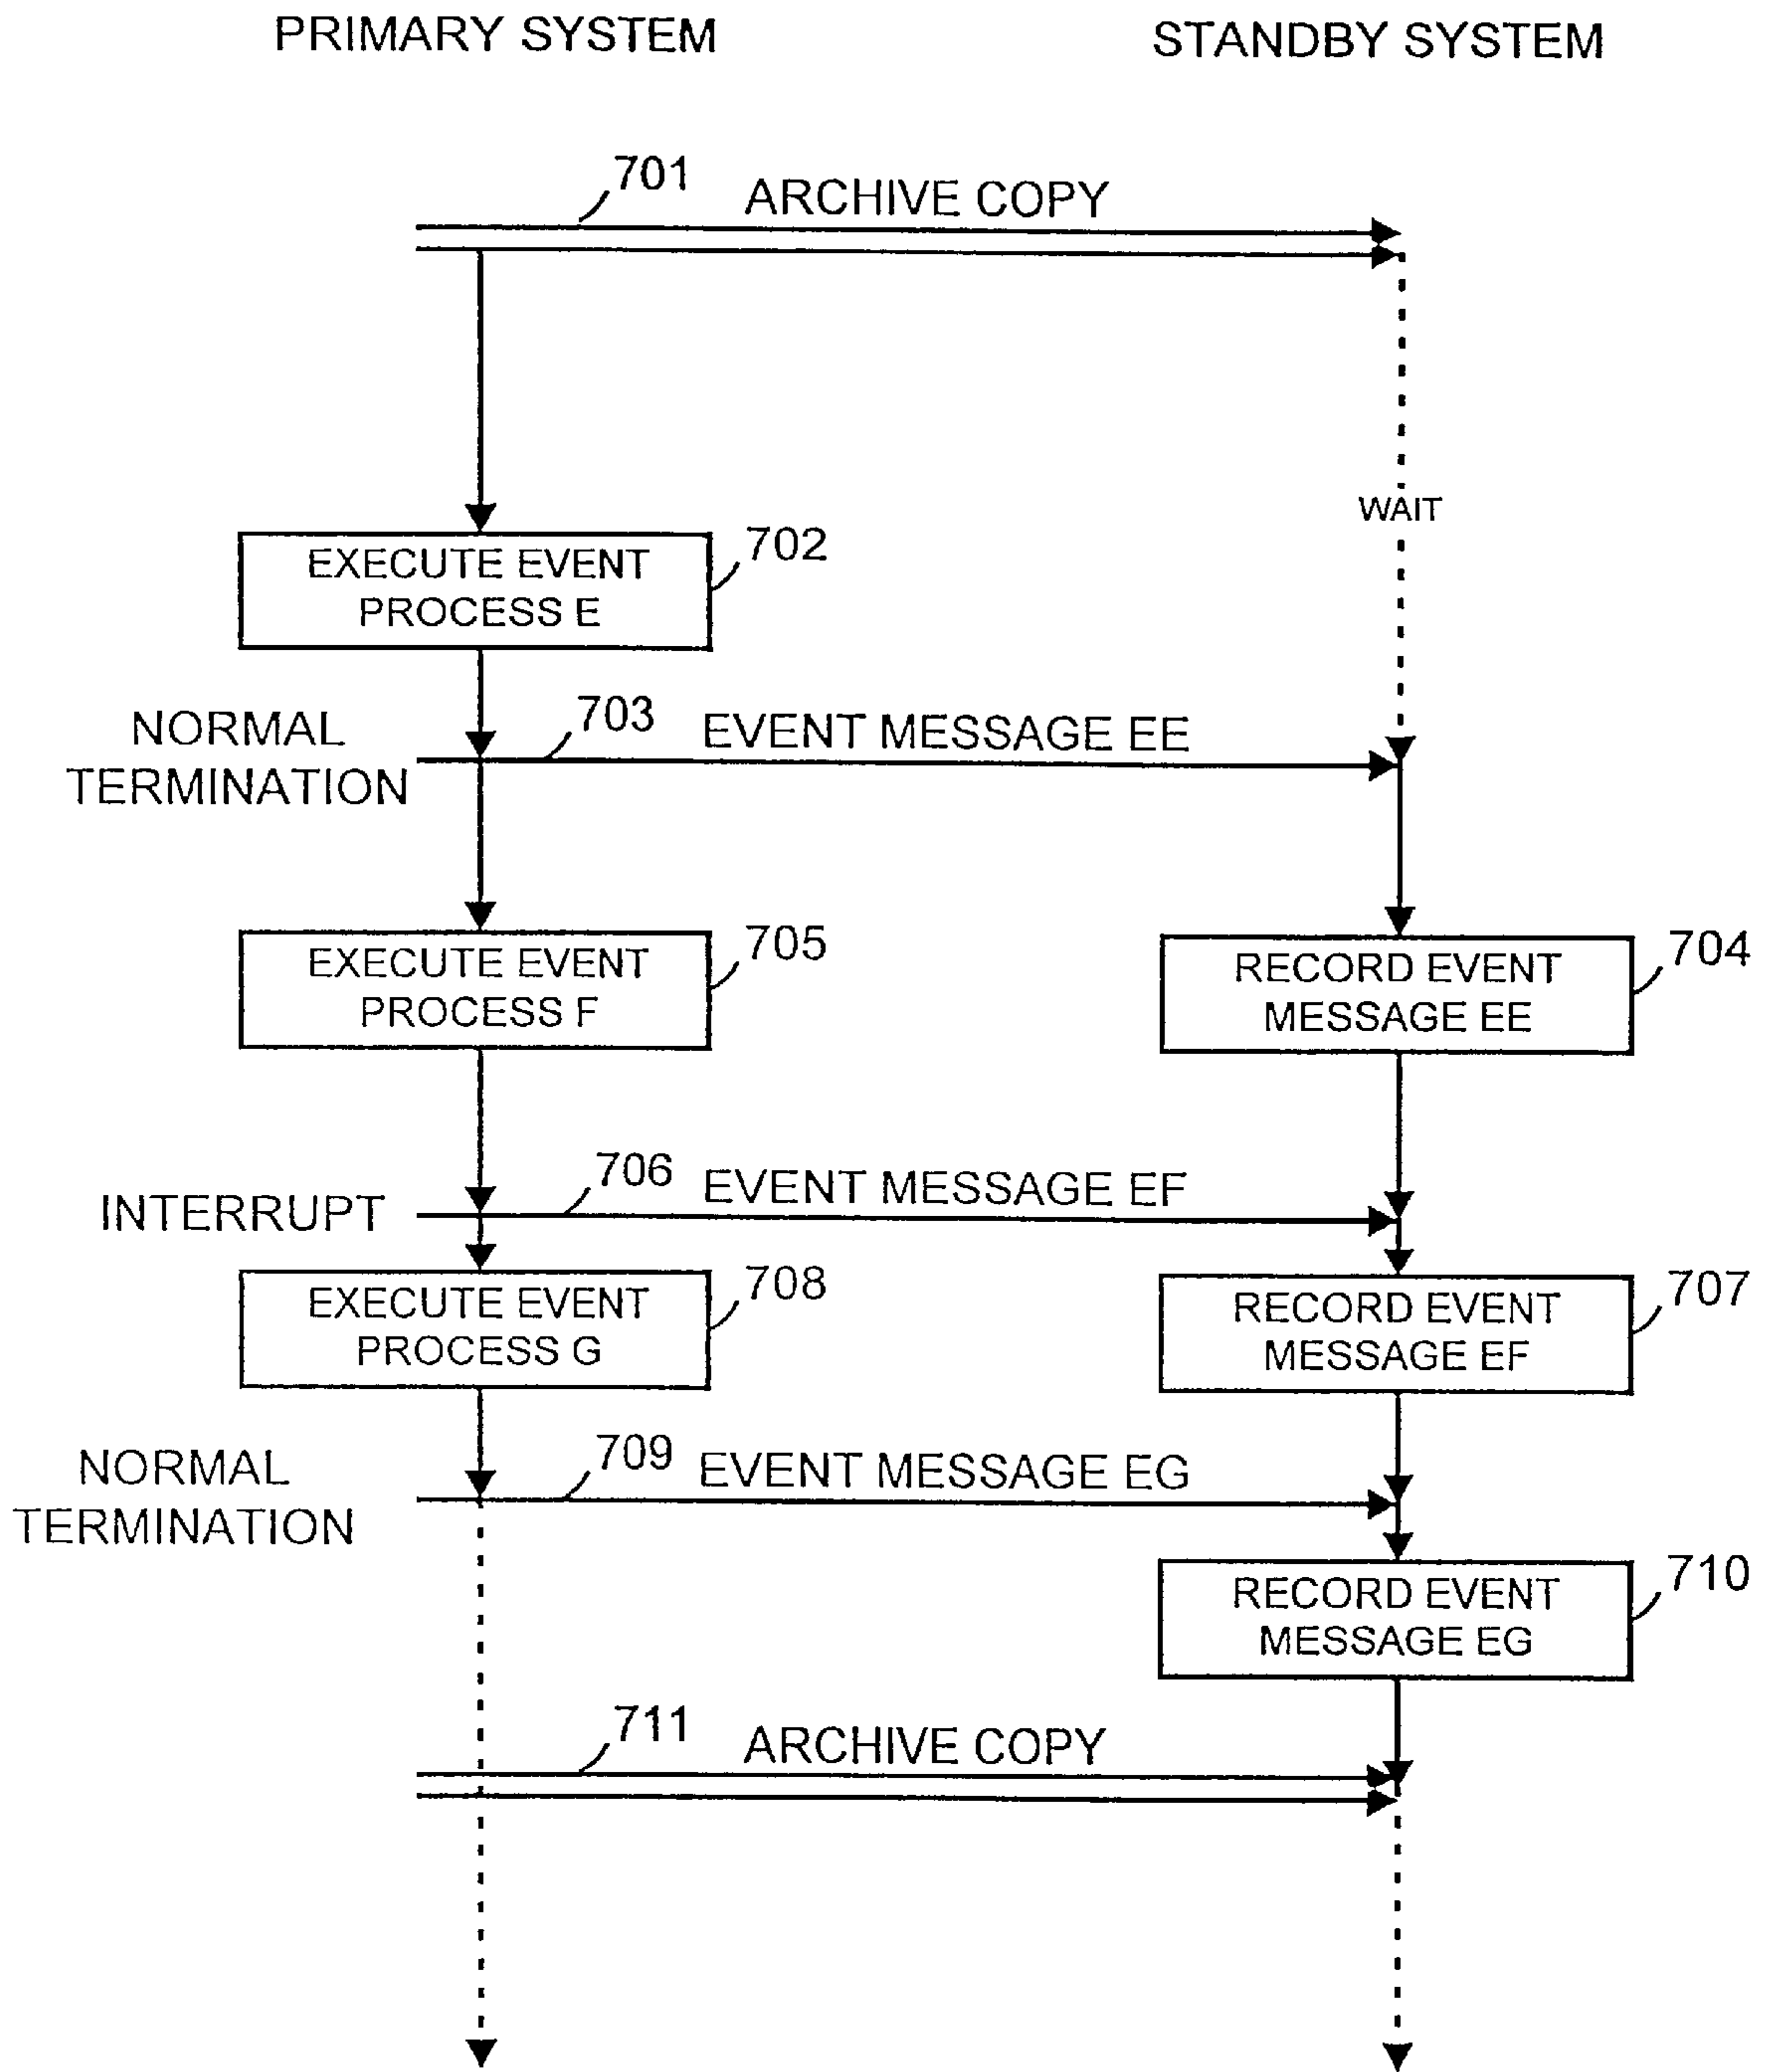 PRIMARY SYSTEM
STANDBY SYSTEM
701
ARCHIVE COPY
WAIT
702
EXECUTE EVENT
PROCESS E
NORMAL
TERMINATION
703
EVENT MESSAGE EE
705
EXECUTE EVENT
PROCESS F
704
RECORD EVENT
MESSAGE EE
INTERRUPT
706
EVENT MESSAGE EF
708
EXECUTE EVENT
PROCESS G
707
RECORD EVENT
MESSAGE EF
NORMAL
TERMINATION
709
EVENT MESSAGE EG
710
RECORD EVENT
MESSAGE EG
711
ARCHIVE COPY